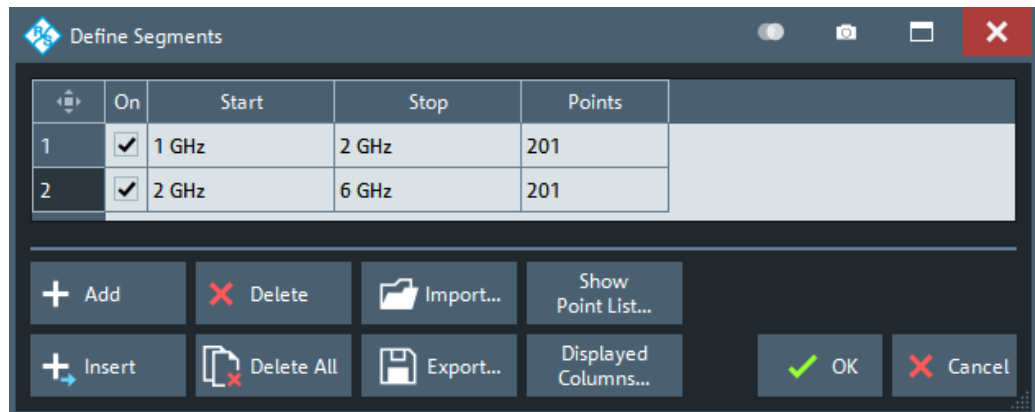 R/S Define Segments
On Start Stop Points
1 1 GHz 2 GHz 201
2 2 GHz 6 GHz 201
Add Delete Import... Show
Point List...
Insert Delete All Export... Displayed
Columns... OK Cancel